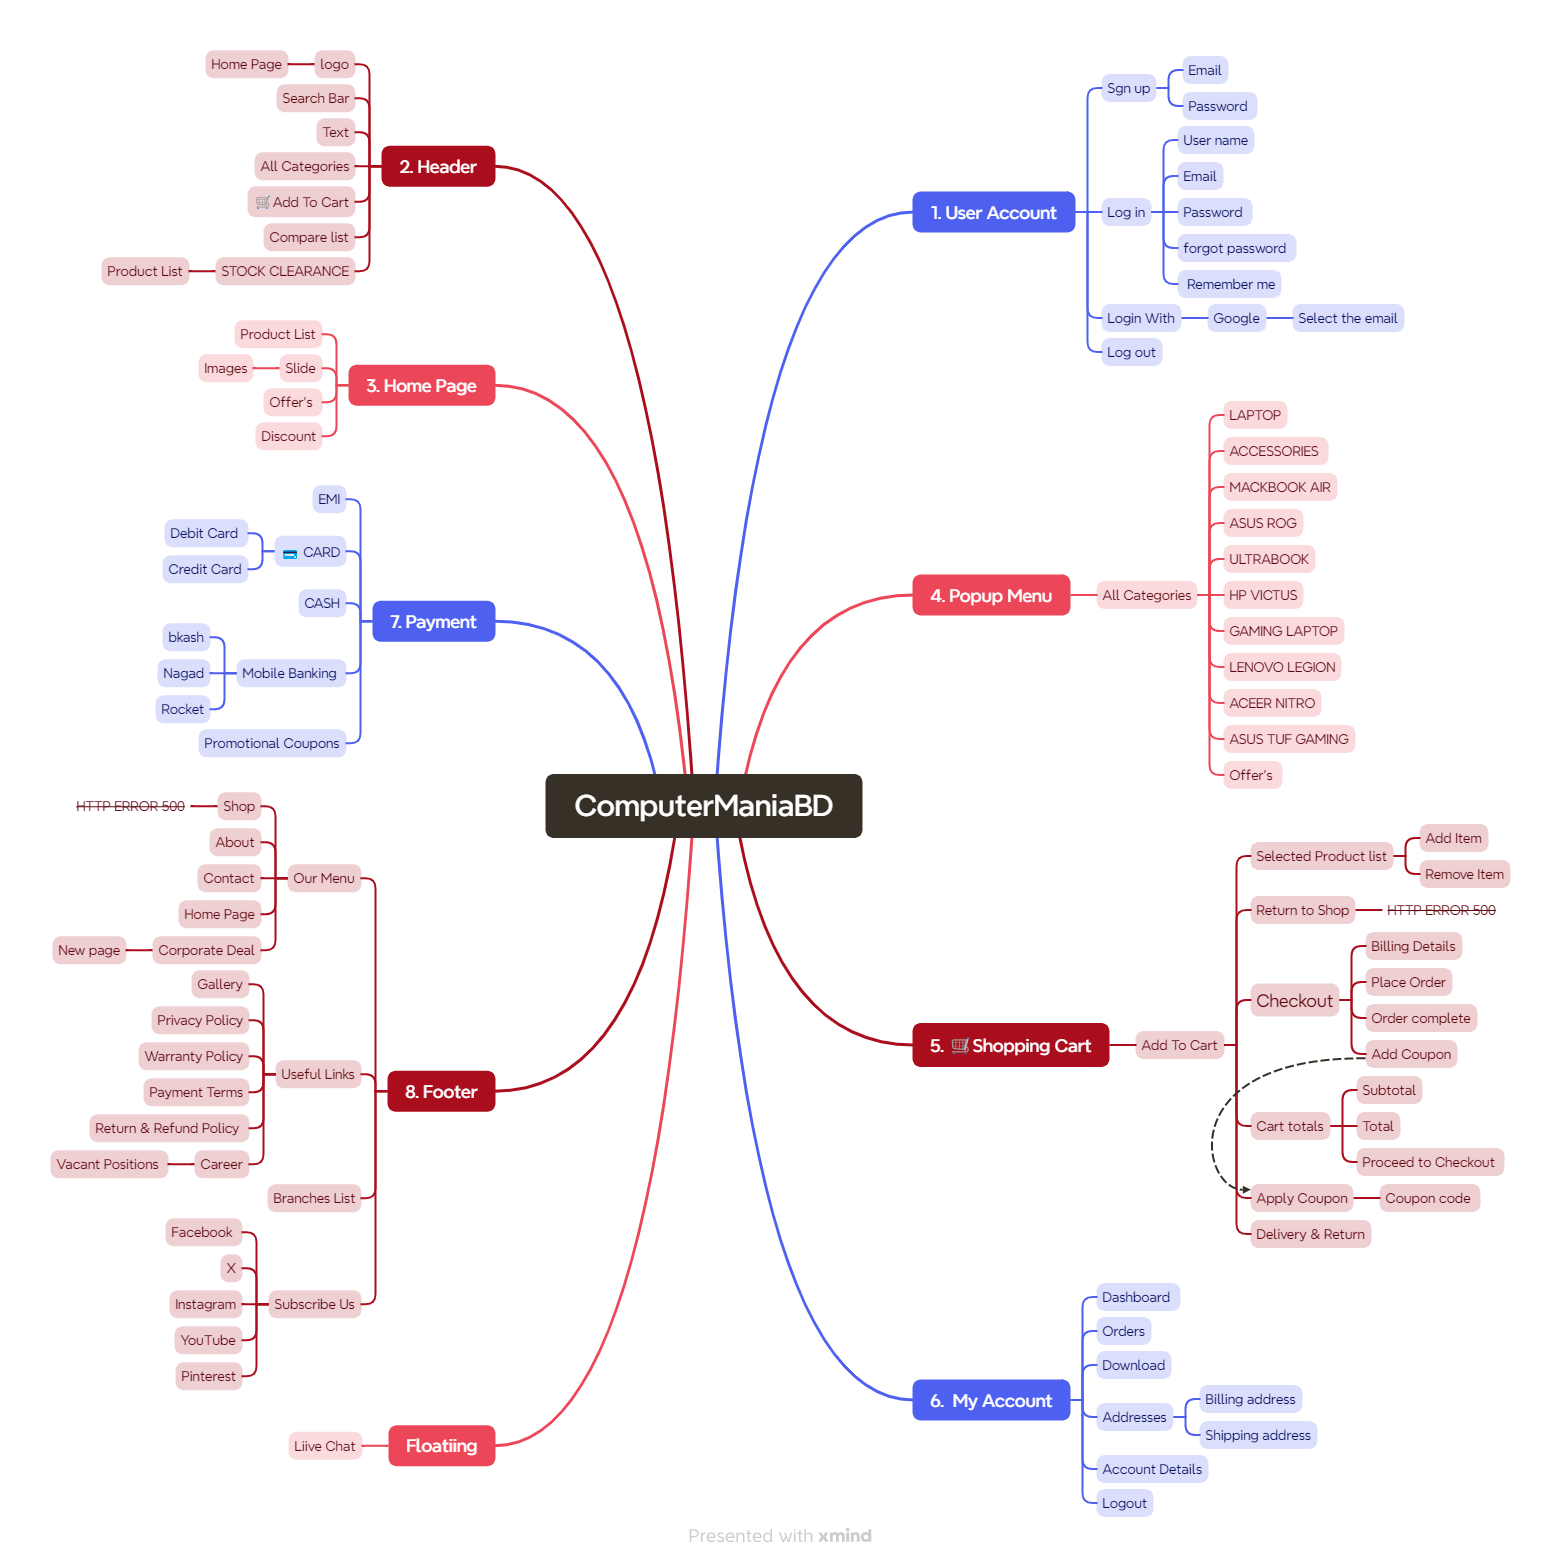 ComputerManiaBD
1. User Account
Sgn up
Email
Password
Log in
User name
Email
Password
forgot password
Remember me
Login With
Google
Select the email
Log out
2. Header
logo
Home Page
Search Bar
Text
All Categories
🛒Add To Cart
Compare list
STOCK CLEARANCE
Product List
3. Home Page
Product List
Slide
Images
Offer's
Discount
4. Popup Menu
All Categories
LAPTOP
ACCESSORIES
MACKBOOK AIR
ASUS ROG
ULTRABOOK
HP VICTUS
GAMING LAPTOP
LENOVO LEGION
ACEER NITRO
ASUS TUF GAMING
Offer's
5. 🛒Shopping Cart
Add To Cart
Selected Product list
Add Item
Remove Item
Return to Shop
HTTP ERROR 500
Checkout
Billing Details
Place Order
Order complete
Add Coupon
Cart totals
Subtotal
Total
Proceed to Checkout
Apply Coupon
Coupon code
Delivery & Return
6. My Account
Dashboard
Orders
Download
Addresses
Billing address
Shipping address
Account Details
Logout
7. Payment
EMI
💳 CARD
Debit Card
Credit Card
CASH
Mobile Banking
bkash
Nagad
Rocket
Promotional Coupons
8. Footer
Our Menu
Shop
HTTP ERROR 500
About
Contact
Home Page
Corporate Deal
New page
Useful Links
Gallery
Privacy Policy
Warranty Policy
Payment Terms
Return & Refund Policy
Career
Vacant Positions
Branches List
Subscribe Us
Facebook
X
Instagram
YouTube
Pinterest
Floatiing
Liive Chat
Presented with xmind